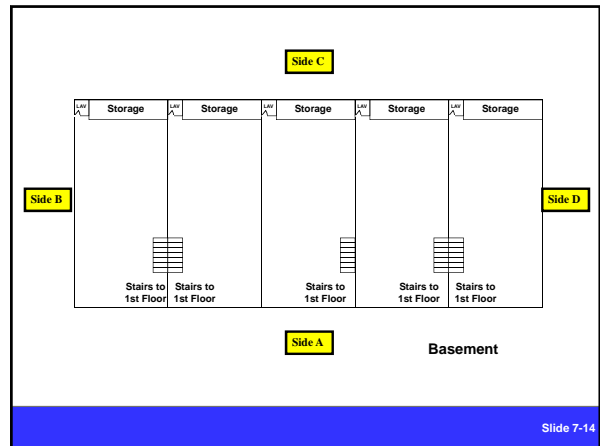 Side C
LAV Storage LAV Storage LAV Storage LAV Storage LAV Storage
Side B
Side D
Stairs to Stairs to Stairs to Stairs to Stairs to
1st Floor 1st Floor 1st Floor 1st Floor 1st Floor
Side A
Basement
Slide 7-14